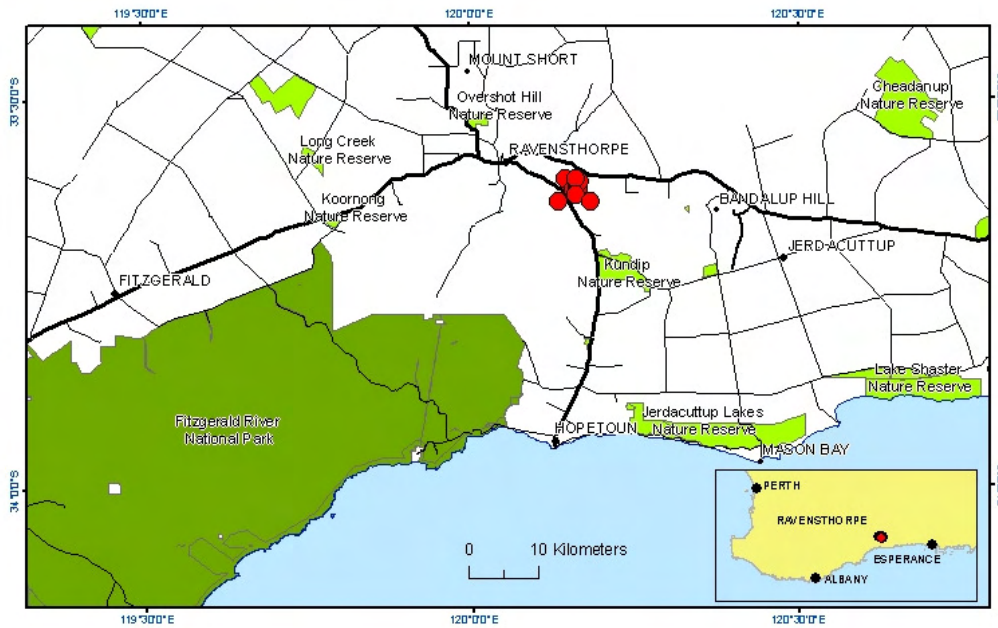 119°30'0"E
120°0'0"E
120°30'0"E
33°30'0"S
MOUNT SHORT
Overshot Hill
Nature Reserve
Cheadanup
Nature Reserve
Long Creek
Nature Reserve
RAVENSTHORPE
Koornong
Nature Reserve
BANDALUP HILL
JERDACUTTUP
FITZGERALD
Kundip
Nature Reserve
Lake Shaster
Nature Reserve
Fitzgerald River
National Park
Jerdacuttup Lakes
Nature Reserve
HOPETOUN
MASON BAY
34°0'0"S
0 10 Kilometers
PERTH
RAVENSTHORPE
ESPERANCE
ALBANY
119°30'0"E
120°0'0"E
120°30'0"E